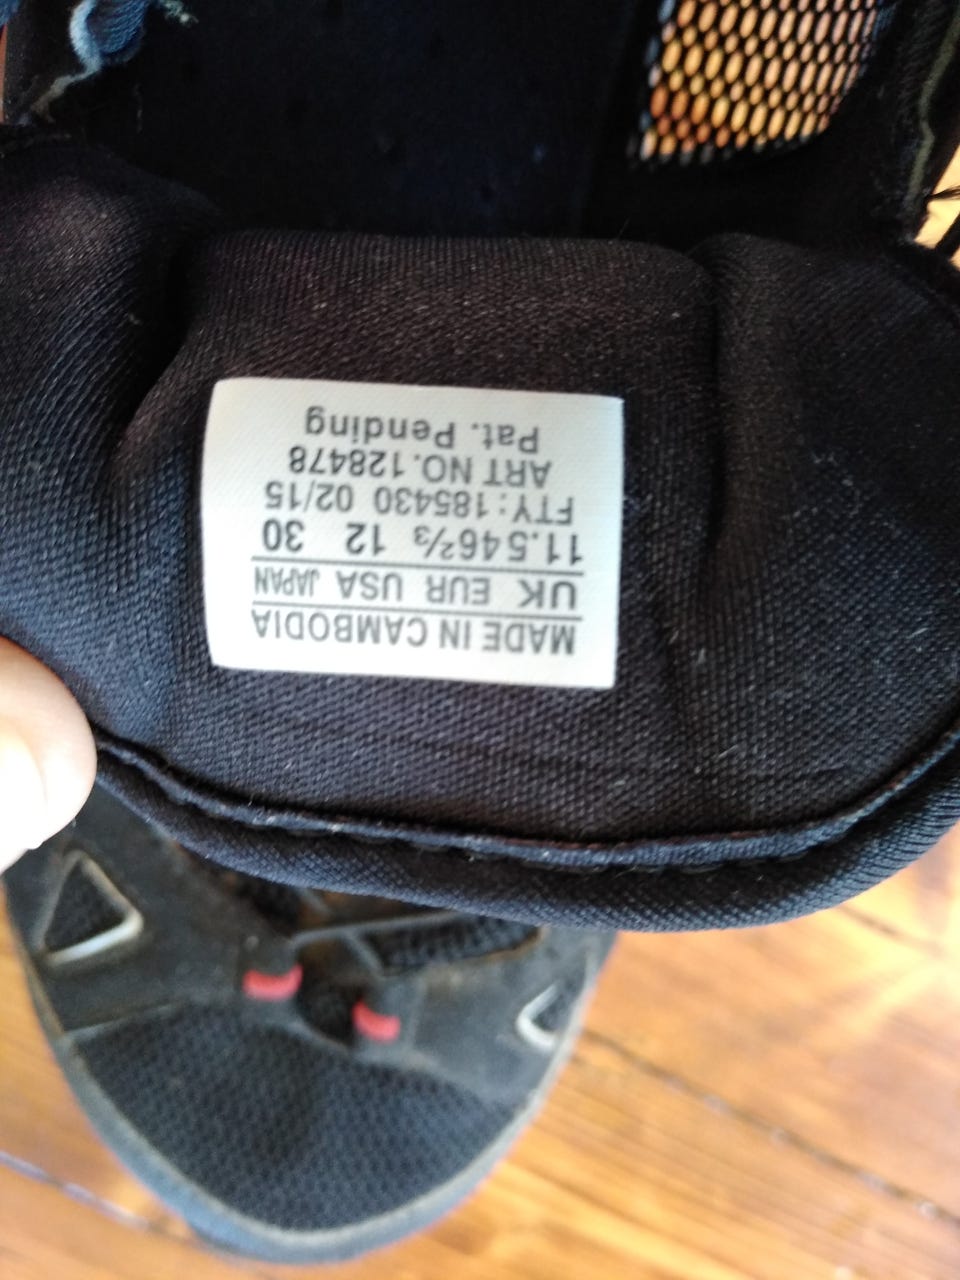 MADE IN CAMBODIA
UK EUR USA JAPAN
11.5 46⅔ 12 30
FTY: 185430 02/15
ART NO. 128478
Pat. Pending